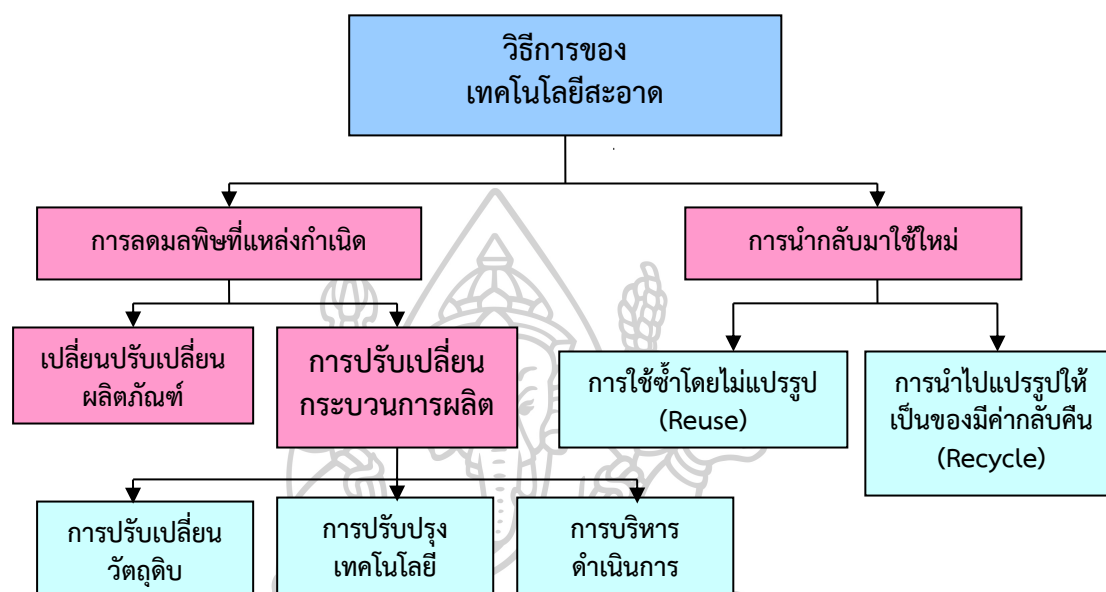 วิธีการของ
เทคโนโลยีสะอาด
การลดมลพิษที่แหล่งกำเนิด
การนำกลับมาใช้ใหม่
เปลี่ยนปรับเปลี่ยน
ผลิตภัณฑ์
การปรับเปลี่ยน
กระบวนการผลิต
การใช้ซ้ำโดยไม่แปรรูป
(Reuse)
การนำไปแปรรูปให้
เป็นของมีค่ากลับคืน
(Recycle)
การปรับเปลี่ยน
วัตถุดิบ
การปรับปรุง
เทคโนโลยี
การบริหาร
ดำเนินการ